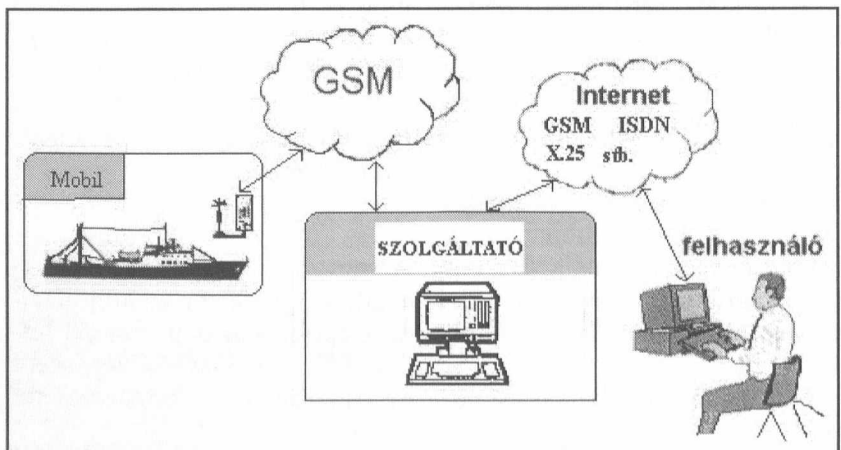 GSM
Internet
GSM ISDN
X.25 stb.
Mobil
SZOLGÁLTATÓ
felhasználó